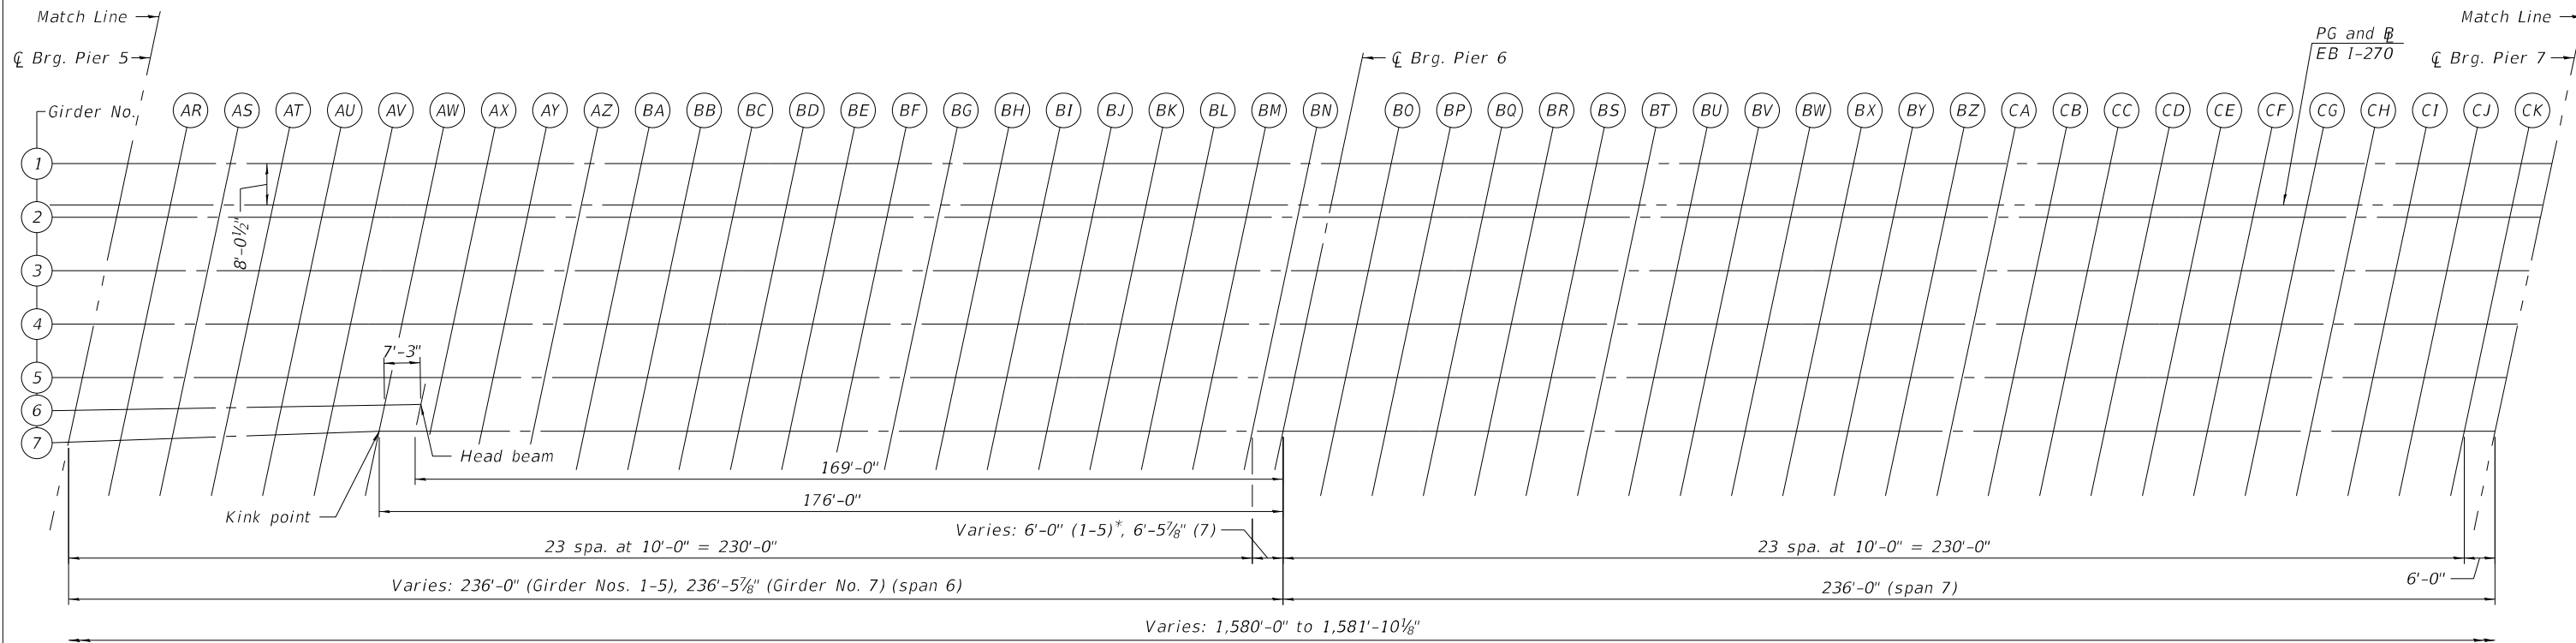 Match Line
Match Line
PG and ⅊
EB I-270
℄ Brg. Pier 5
℄ Brg. Pier 6
℄ Brg. Pier 7
Girder No.
AR AS AT AU AV AW AX AY AZ BA BB BC BD BE BF BG BH BI BJ BK BL BM BN BO BP BQ BR BS BT BU BV BW BX BY BZ CA CB CC CD CE CF CG CH CI CJ CK
1
2
8'-0½"
3
4
7'-3"
5
6
7
Head beam
169'-0"
176'-0"
Kink point
Varies: 6'-0" (1-5)*, 6'-5⅞" (7)
23 spa. at 10'-0" = 230'-0"
23 spa. at 10'-0" = 230'-0"
6'-0"
Varies: 236'-0" (Girder Nos. 1-5), 236'-5⅞" (Girder No. 7) (span 6)
236'-0" (span 7)
Varies: 1,580'-0" to 1,581'-10⅛"